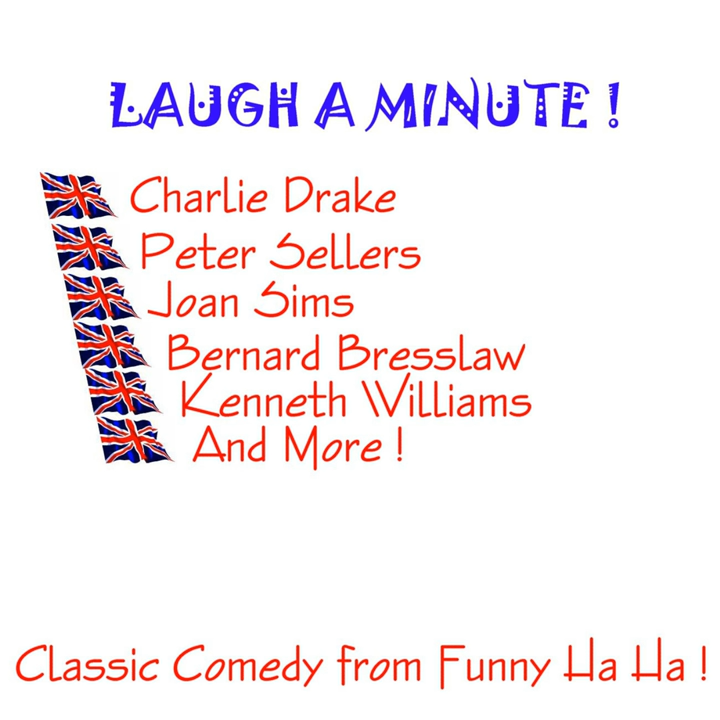 LAUGH A MINUTE !
Charlie Drake
Peter Sellers
Joan Sims
Bernard Bresslaw
Kenneth Williams
And More !
Classic Comedy from Funny Ha Ha !